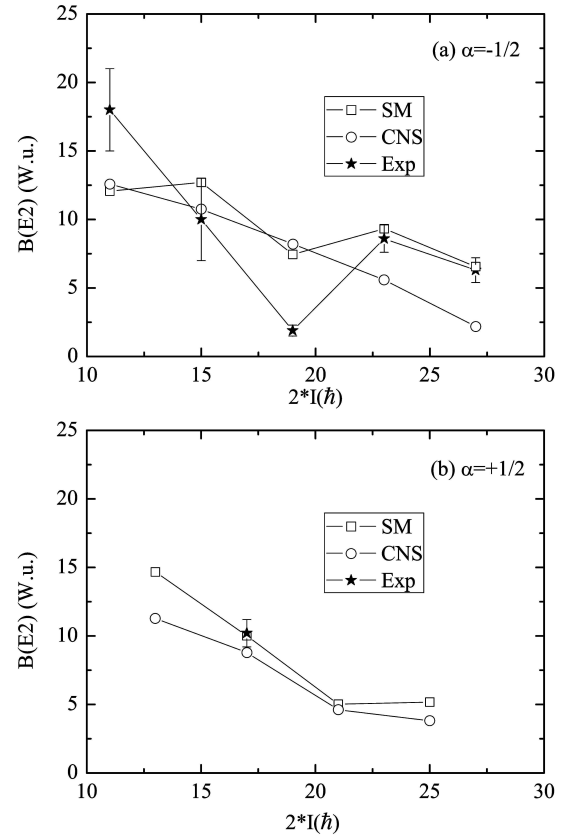 25
(a) α=-1/2
20
SM
CNS
Exp
15
B(E2) (W.u.)
10
5
0
10 15 20 25 30
2*I(ℏ)
25
(b) α=+1/2
20
SM
CNS
Exp
15
B(E2) (W.u.)
10
5
0
10 15 20 25 30
2*I(ℏ)